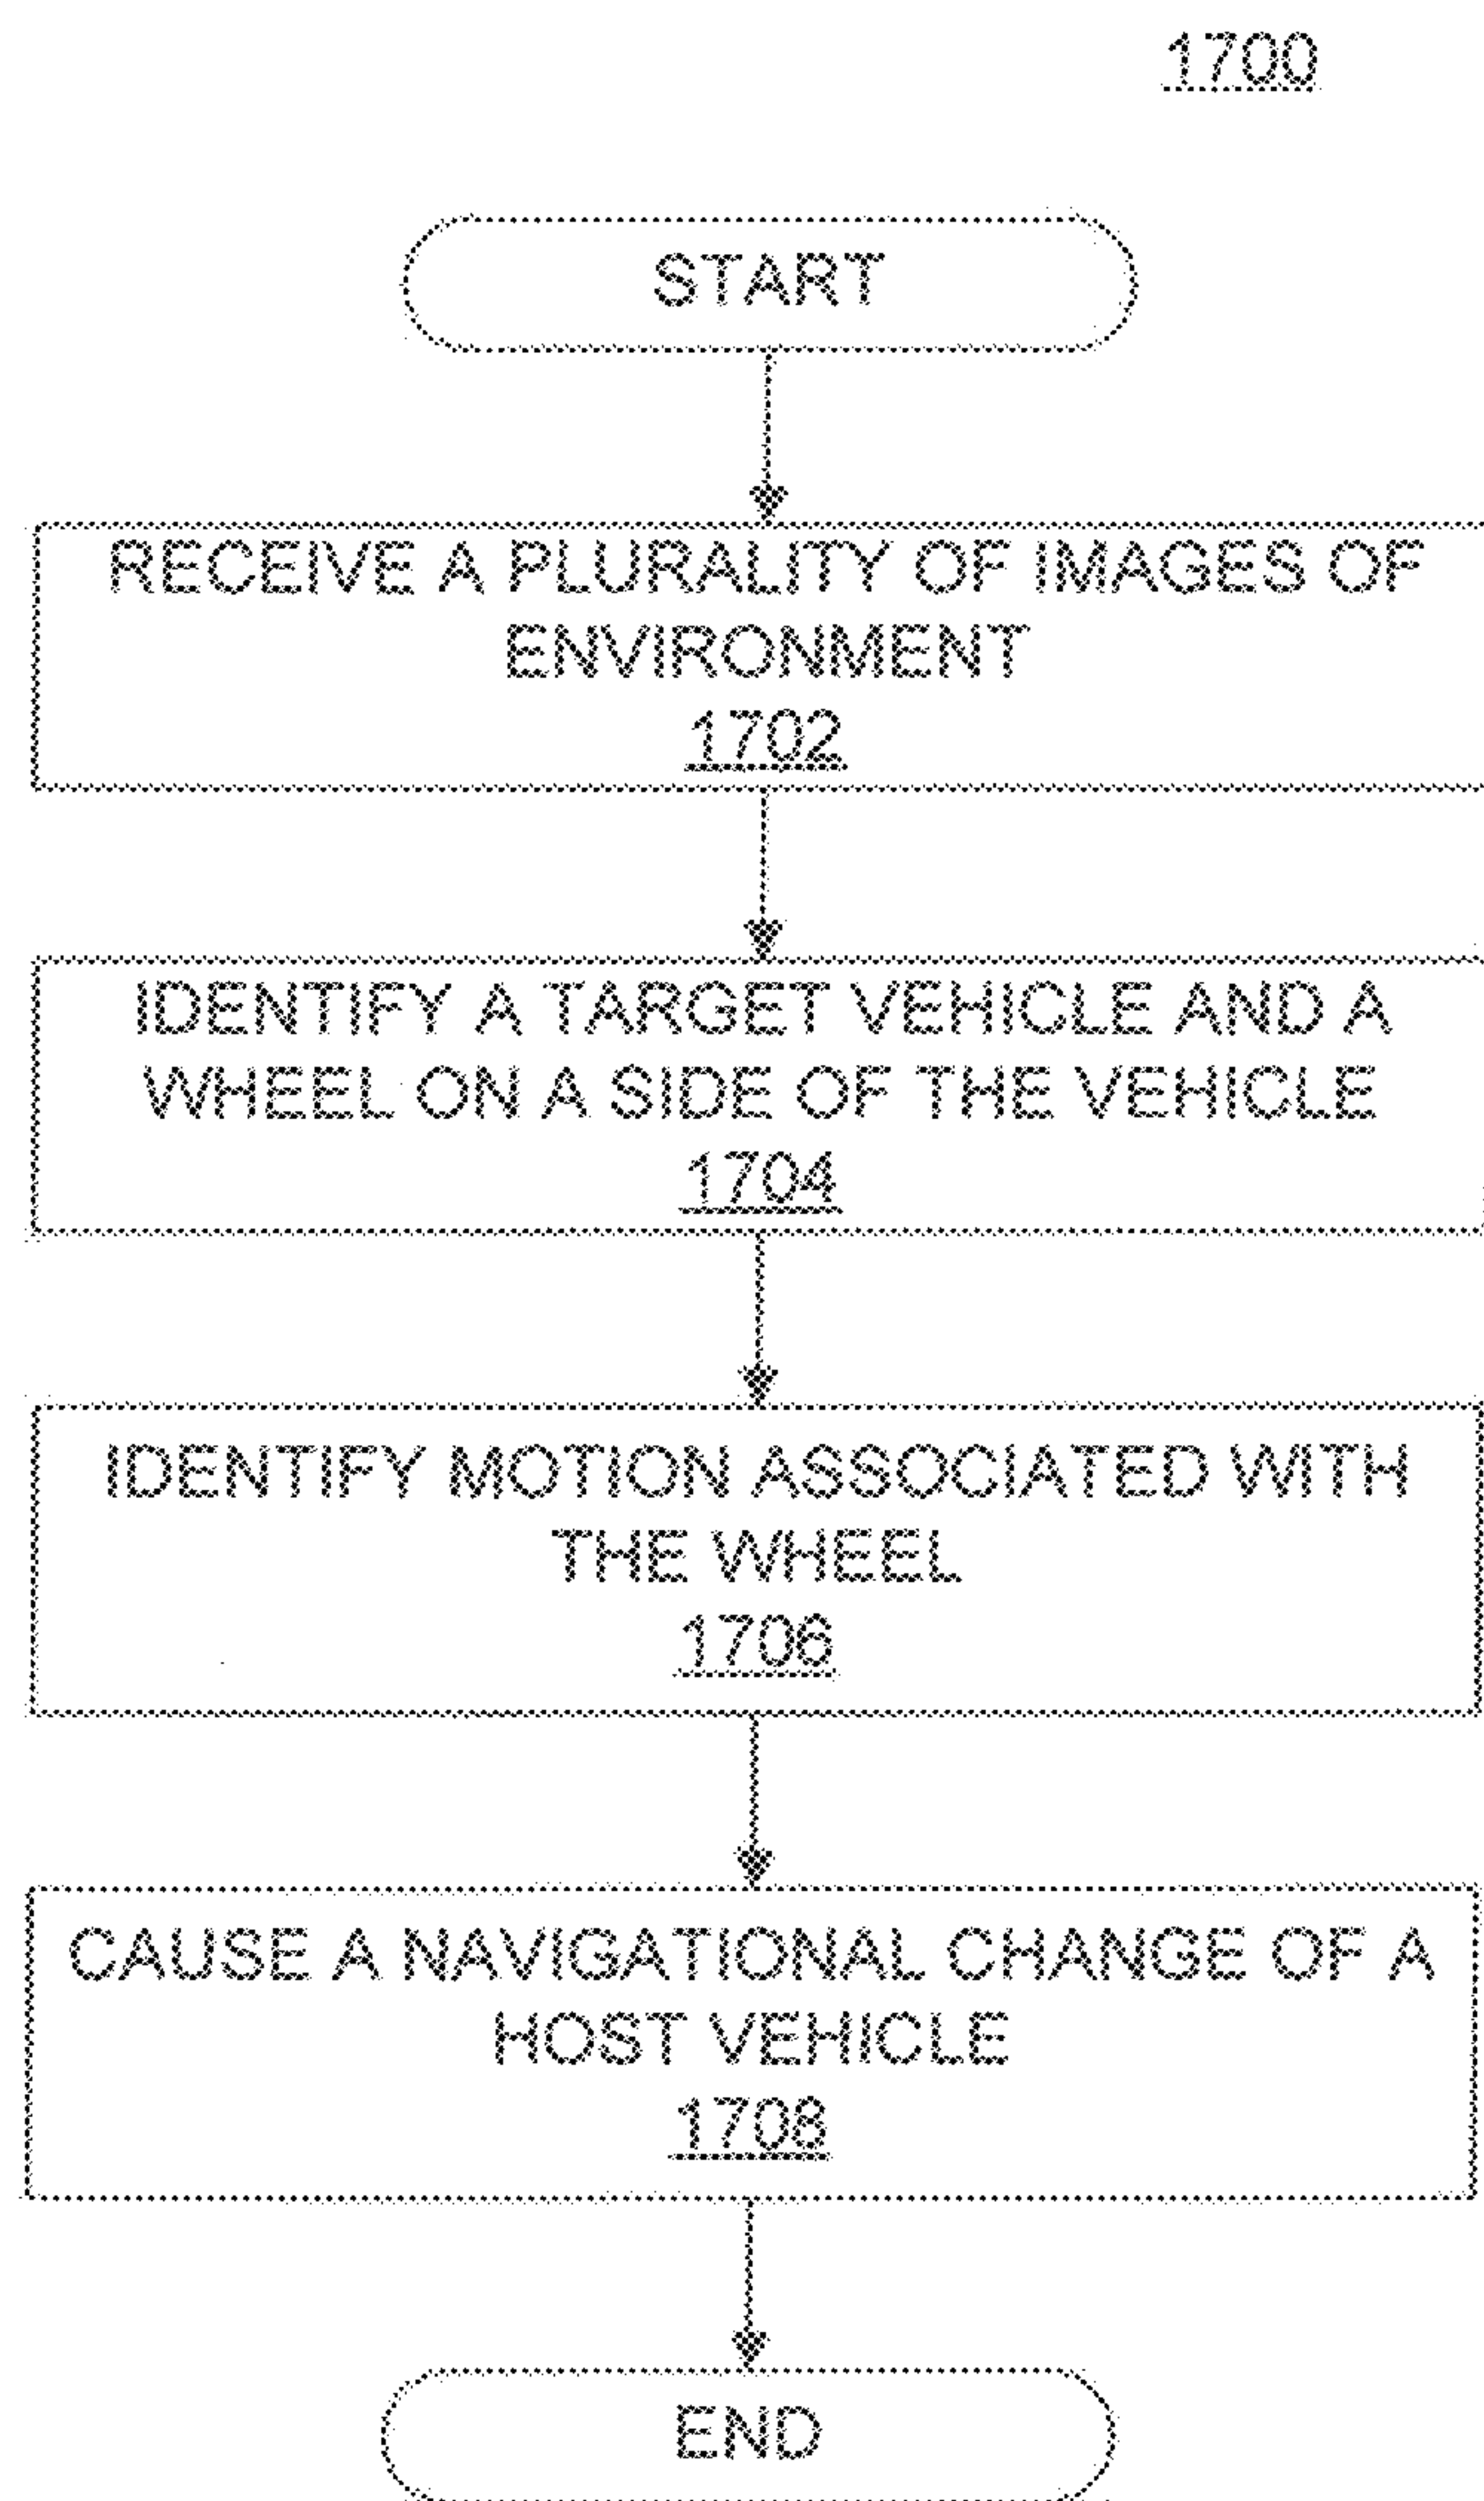 1700
START
RECEIVE A PLURALITY OF IMAGES OF
ENVIRONMENT
1702
IDENTIFY A TARGET VEHICLE AND A
WHEEL ON A SIDE OF THE VEHICLE
1704
IDENTIFY MOTION ASSOCIATED WITH
THE WHEEL
1706
CAUSE A NAVIGATIONAL CHANGE OF A
HOST VEHICLE
1708
END